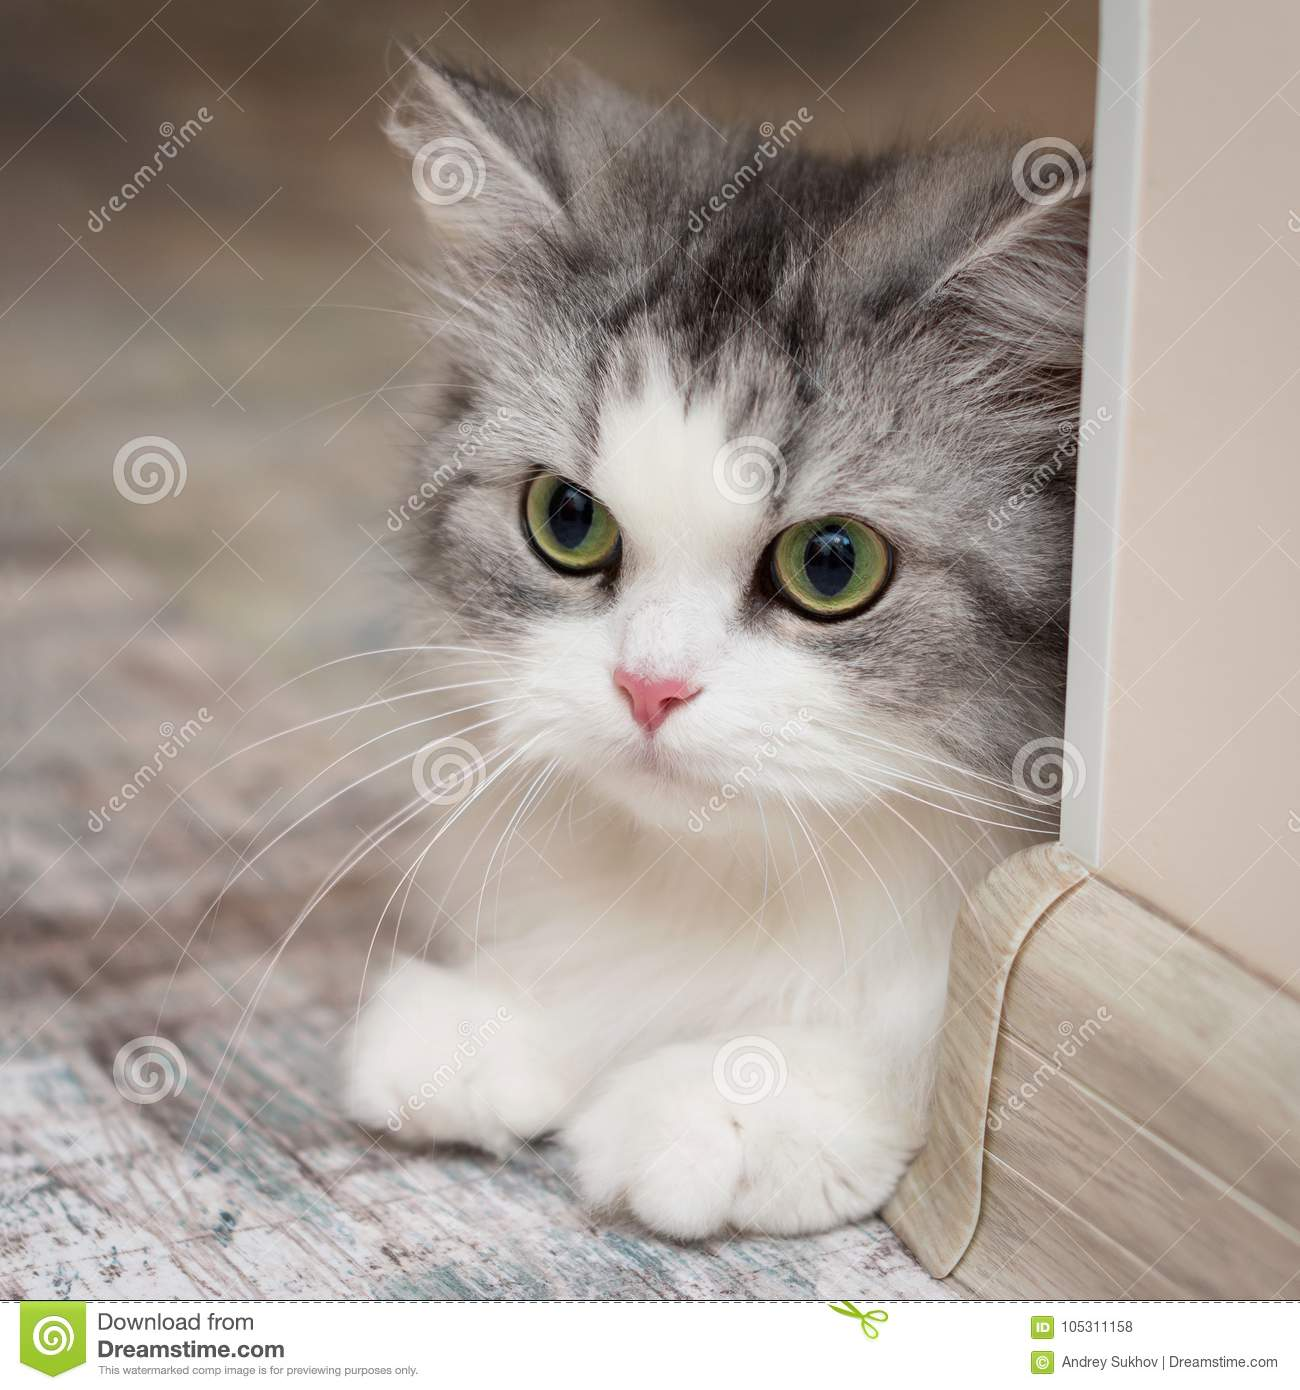 dreamstime
dreamstime
dreamstime
dreamstime
dreamstime
dreamstime
dreamstime
dreamstime
Download from
Dreamstime.com
This watermarked comp image is for previewing purposes only.
ID 105311158
© Andrey Sukhov | Dreamstime.com